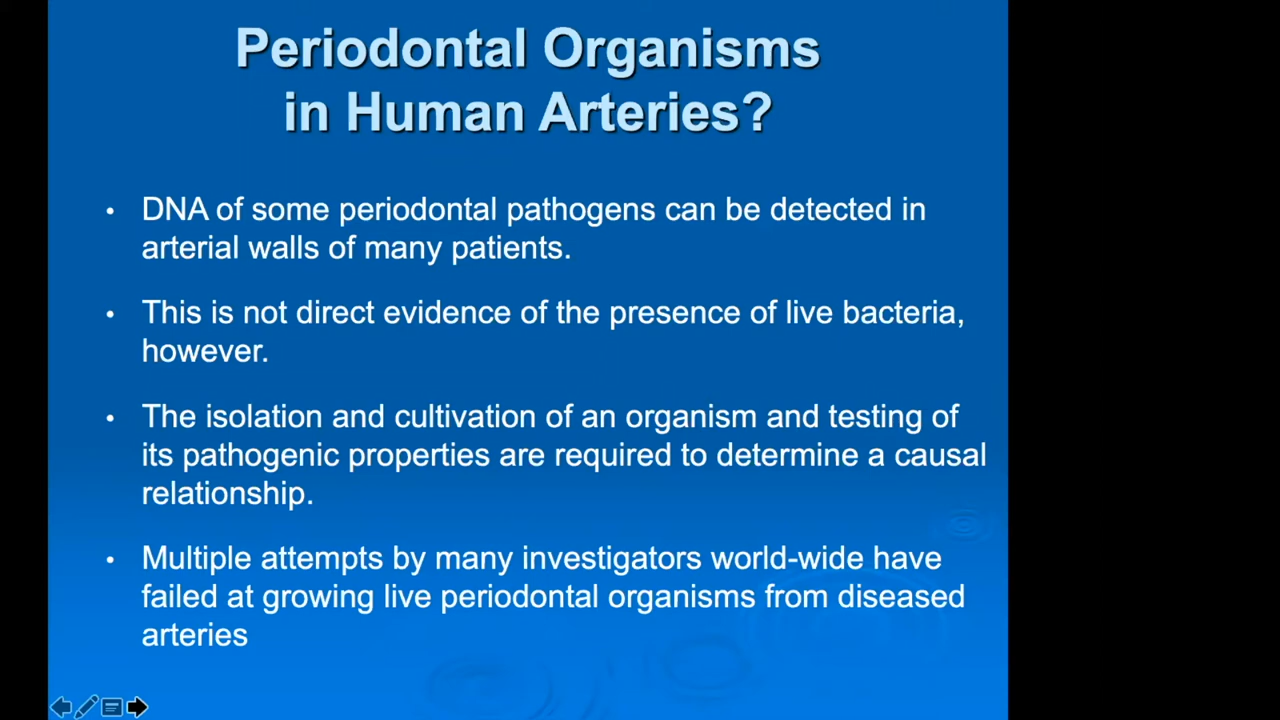 Periodontal Organisms
in Human Arteries?
• DNA of some periodontal pathogens can be detected in
arterial walls of many patients.
• This is not direct evidence of the presence of live bacteria,
however.
• The isolation and cultivation of an organism and testing of
its pathogenic properties are required to determine a causal
relationship.
• Multiple attempts by many investigators world-wide have
failed at growing live periodontal organisms from diseased
arteries